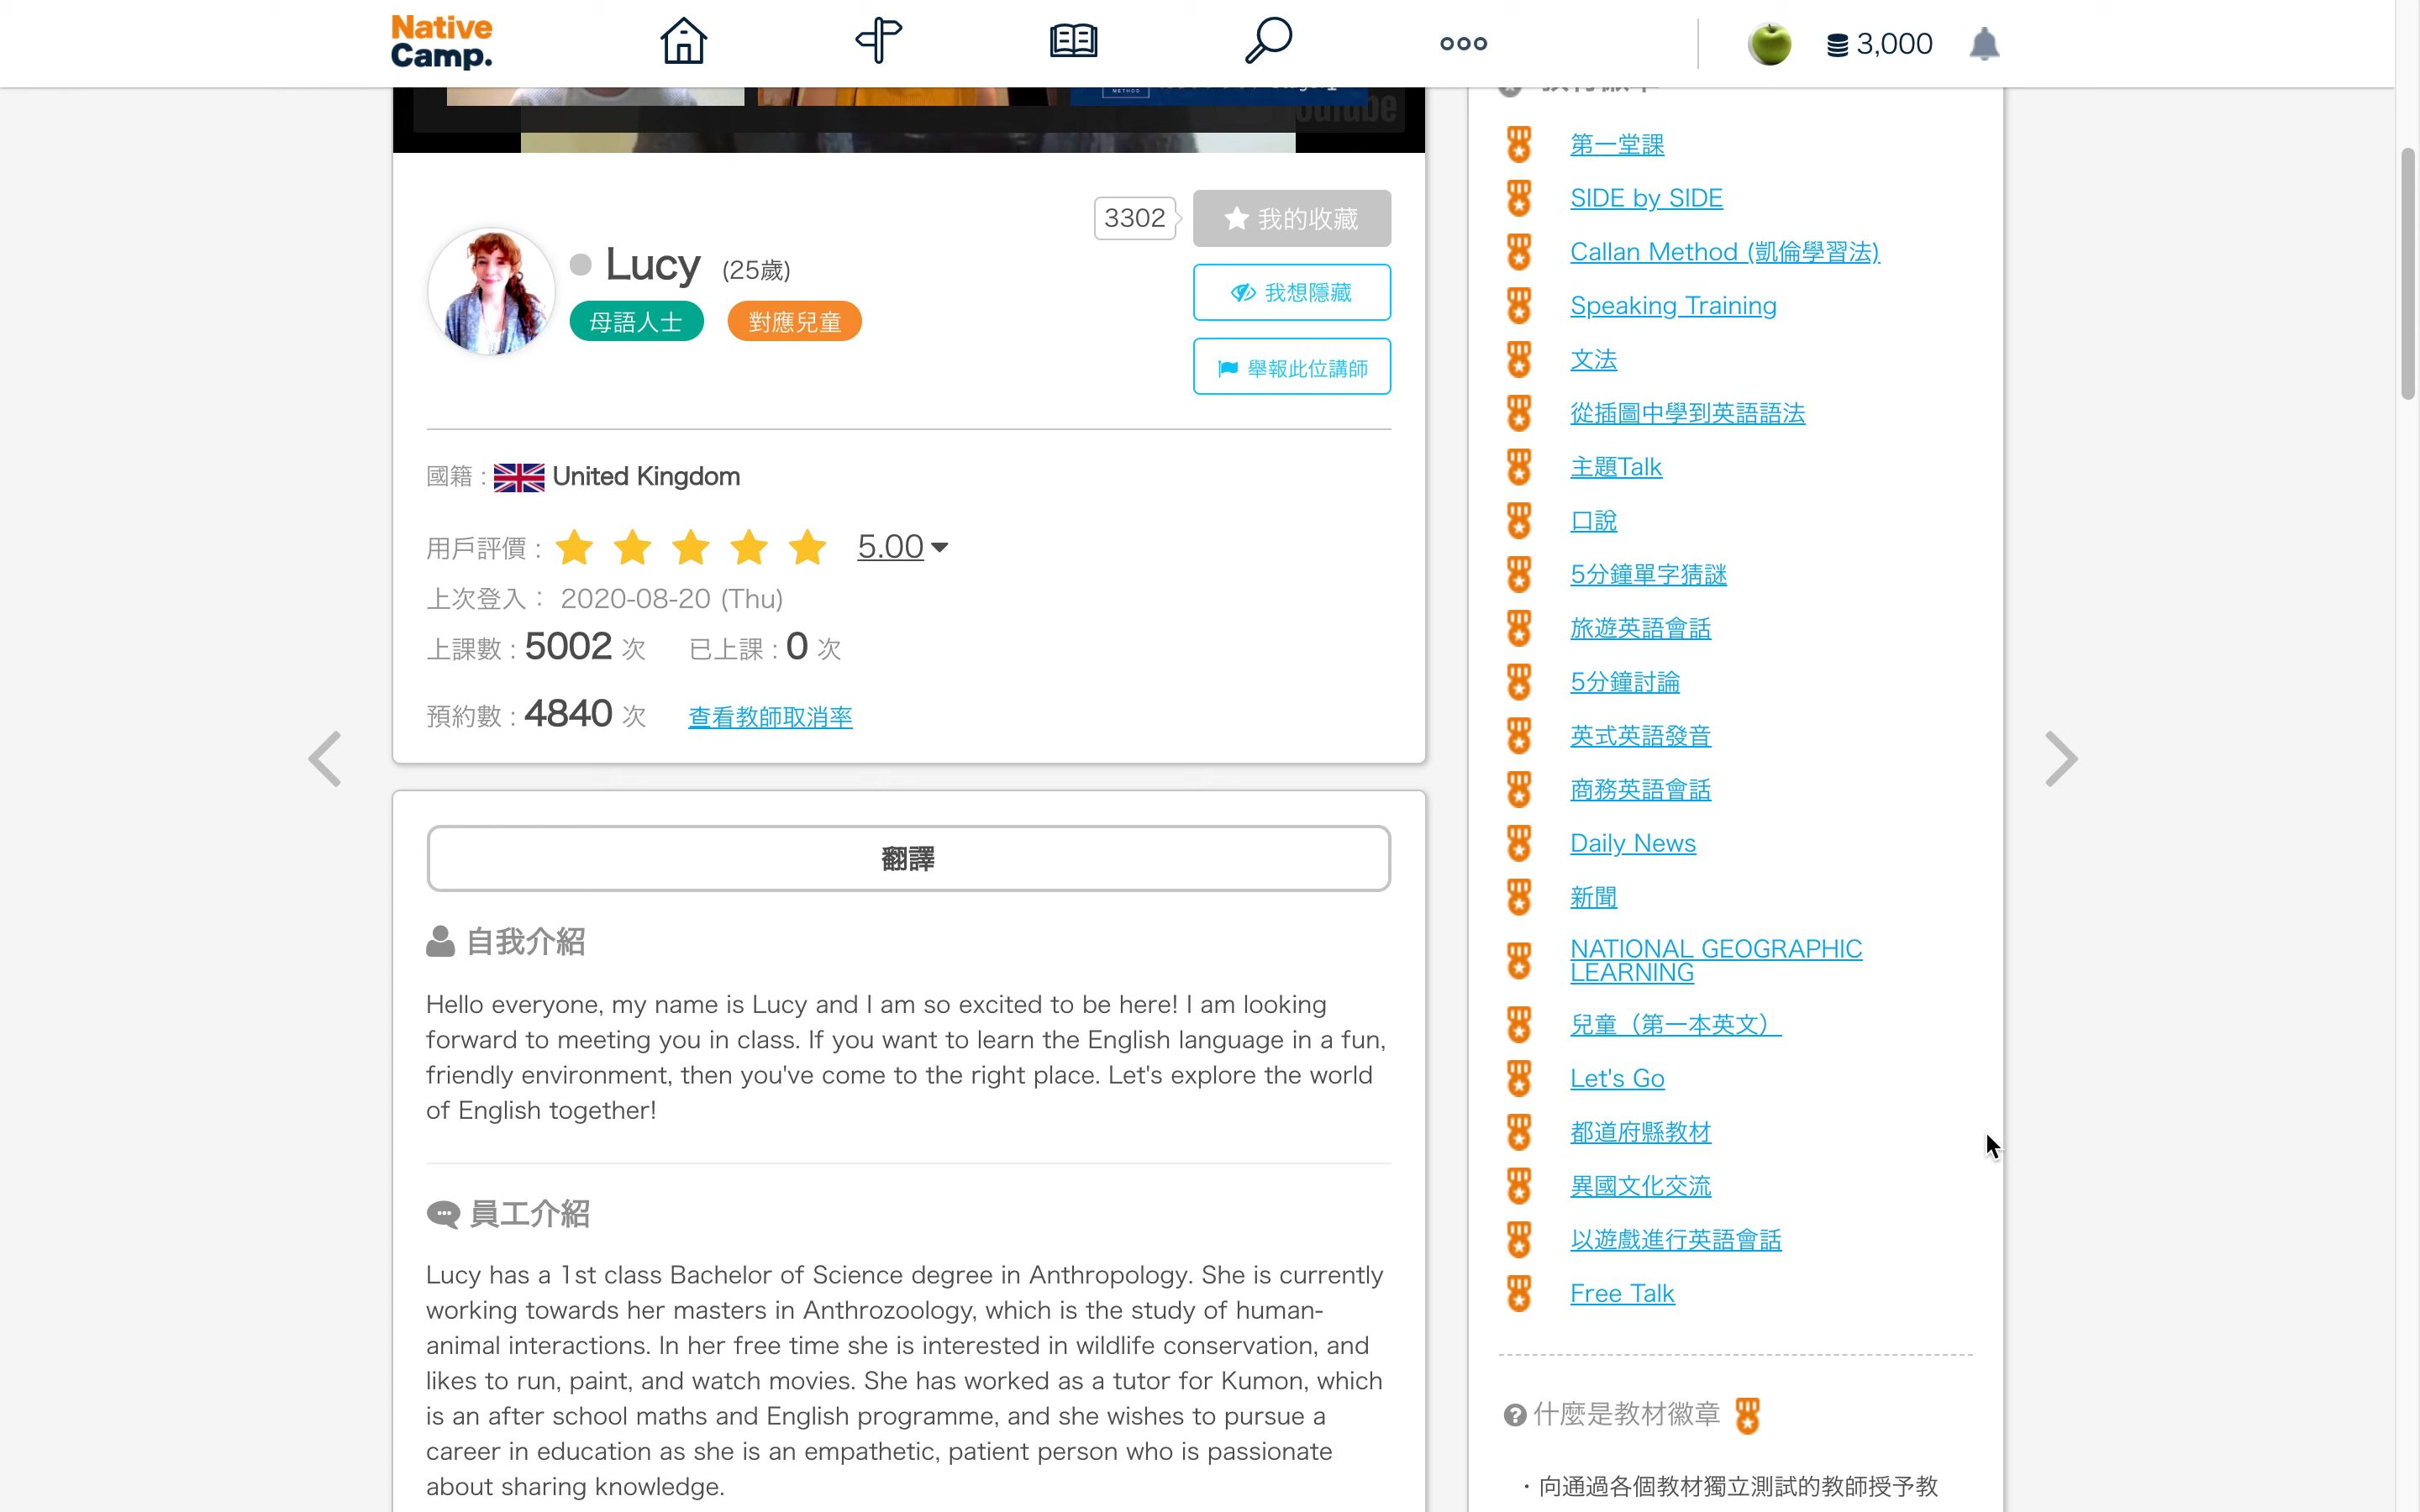 Native
Camp.
3,000
3302
我的收藏
Lucy (25歲)
母語人士 對應兒童
我想隱藏
舉報此位講師
國籍 : United Kingdom
用戶評價 : 5.00
上次登入 : 2020-08-20 (Thu)
上課數 : 5002 次 已上課 : 0 次
預約數 : 4840 次 查看教師取消率
翻譯
自我介紹
Hello everyone, my name is Lucy and I am so excited to be here! I am looking
forward to meeting you in class. If you want to learn the English language in a fun,
friendly environment, then you've come to the right place. Let's explore the world
of English together!
員工介紹
Lucy has a 1st class Bachelor of Science degree in Anthropology. She is currently
working towards her masters in Anthrozoology, which is the study of human-
animal interactions. In her free time she is interested in wildlife conservation, and
likes to run, paint, and watch movies. She has worked as a tutor for Kumon, which
is an after school maths and English programme, and she wishes to pursue a
career in education as she is an empathetic, patient person who is passionate
about sharing knowledge.
第一堂課
SIDE by SIDE
Callan Method (凱倫學習法)
Speaking Training
文法
從插圖中學到英語語法
主題Talk
口說
5分鐘單字猜謎
旅遊英語會話
5分鐘討論
英式英語發音
商務英語會話
Daily News
新聞
NATIONAL GEOGRAPHIC
LEARNING
兒童（第一本英文）
Let's Go
都道府縣教材
異國文化交流
以遊戲進行英語會話
Free Talk
什麼是教材徽章
・向通過各個教材獨立測試的教師授予教